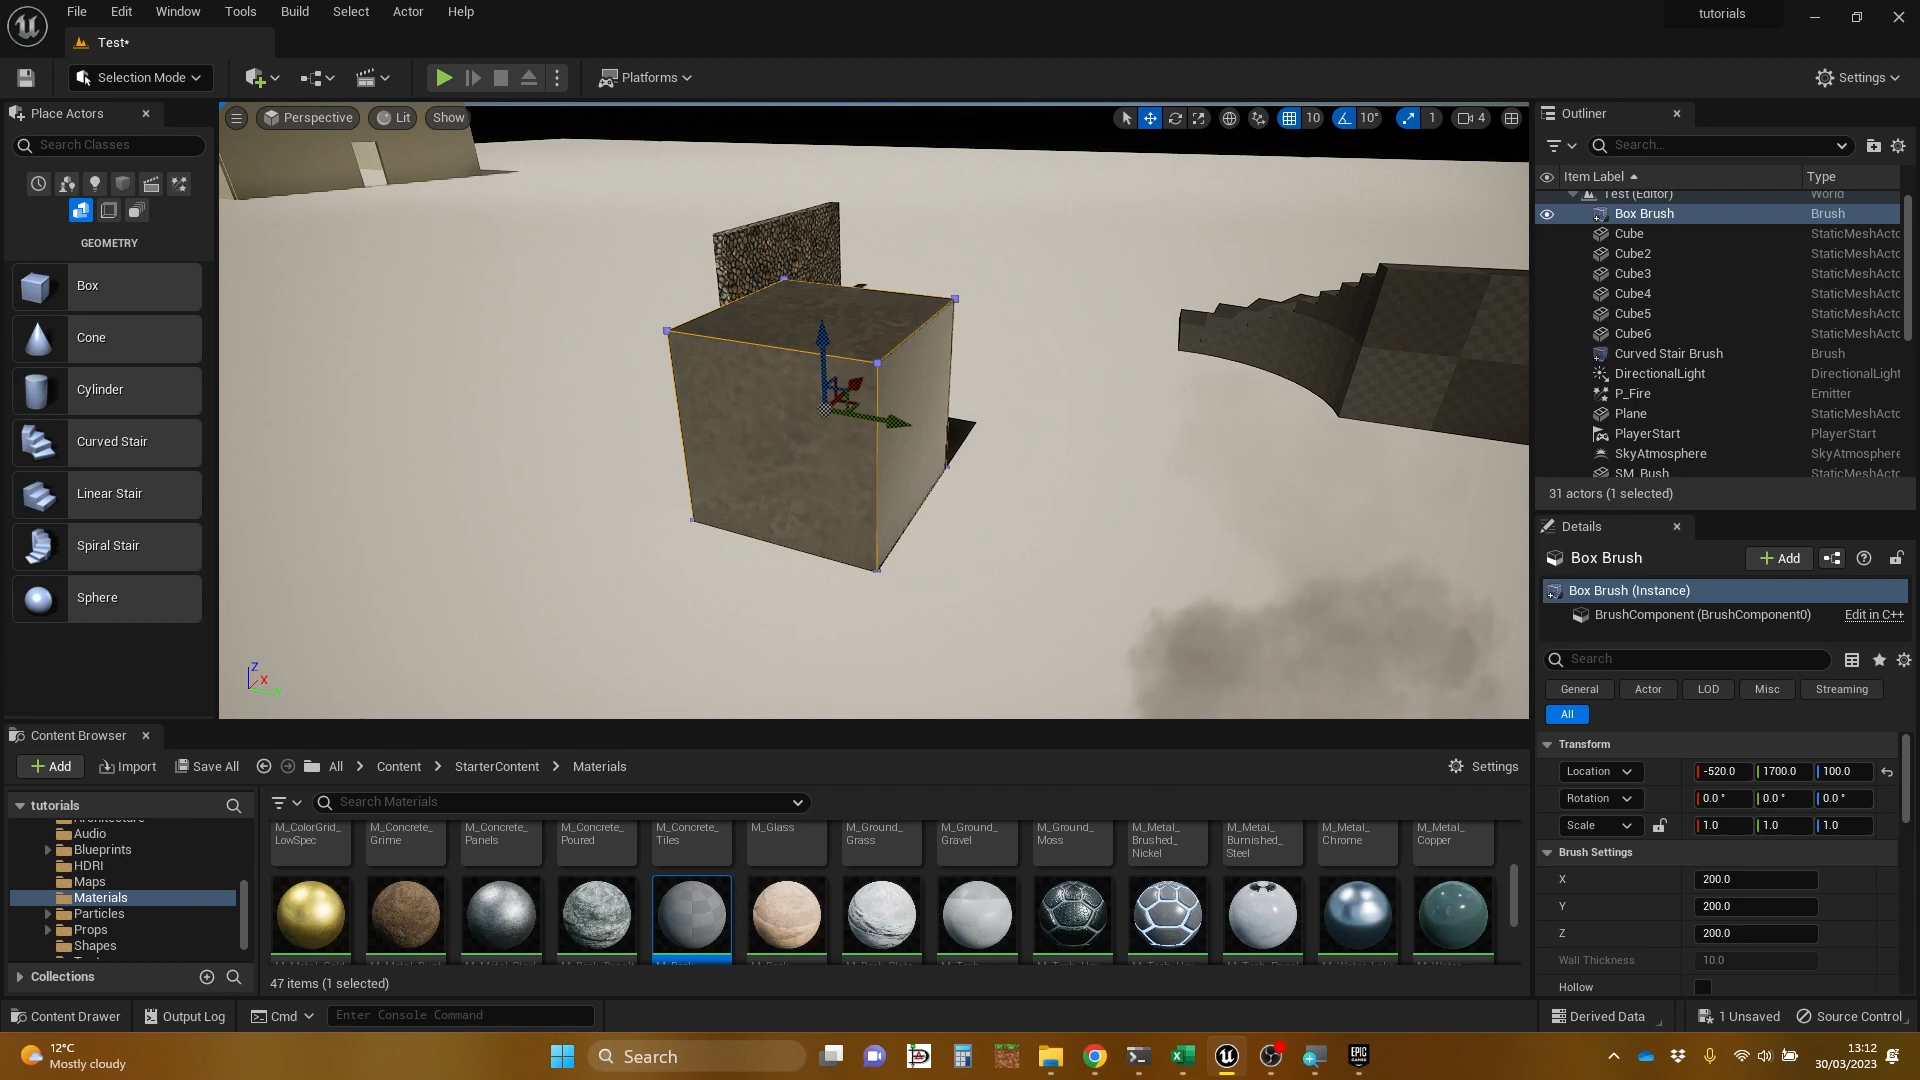 File Edit Window Tools Build Select Actor Help
tutorials
Test*
Selection Mode
Platforms
Settings
Place Actors
Search Classes
GEOMETRY
Box
Cone
Cylinder
Curved Stair
Linear Stair
Spiral Stair
Sphere
Perspective Lit Show
10 10° 1 4
Z
X
Outliner
Search...
Item Label Type
Test (Editor) World
Box Brush Brush
Cube StaticMeshActo
Cube2 StaticMeshActo
Cube3 StaticMeshActo
Cube4 StaticMeshActo
Cube5 StaticMeshActo
Cube6 StaticMeshActo
Curved Stair Brush Brush
DirectionalLight DirectionalLight
P_Fire Emitter
Plane StaticMeshActo
PlayerStart PlayerStart
SkyAtmosphere SkyAtmosphere
SM_Bush StaticMeshActo
31 actors (1 selected)
Details
Box Brush
Add
Box Brush (Instance)
BrushComponent (BrushComponent0) Edit in C++
Search
General Actor LOD Misc Streaming
All
Transform
Location -520.0 1700.0 100.0
Rotation 0.0 ° 0.0 ° 0.0 °
Scale 1.0 1.0 1.0
Brush Settings
X 200.0
Y 200.0
Z 200.0
Wall Thickness 10.0
Hollow
Content Browser
Add Import Save All All Content StarterContent Materials
Settings
tutorials
Audio
Blueprints
HDRI
Maps
Materials
Particles
Props
Shapes
Collections
Search Materials
M_ColorGrid_
LowSpec
M_Concrete_
Grime
M_Concrete_
Panels
M_Concrete_
Poured
M_Concrete_
Tiles
M_Glass
M_Ground_
Grass
M_Ground_
Gravel
M_Ground_
Moss
M_Metal_
Brushed_
Nickel
M_Metal_
Burnished_
Steel
M_Metal_
Chrome
M_Metal_
Copper
47 items (1 selected)
Content Drawer Output Log Cmd Enter Console Command
Derived Data 1 Unsaved Source Control
12°C
Mostly cloudy
Search
EPIC
GAMES
13:12
30/03/2023